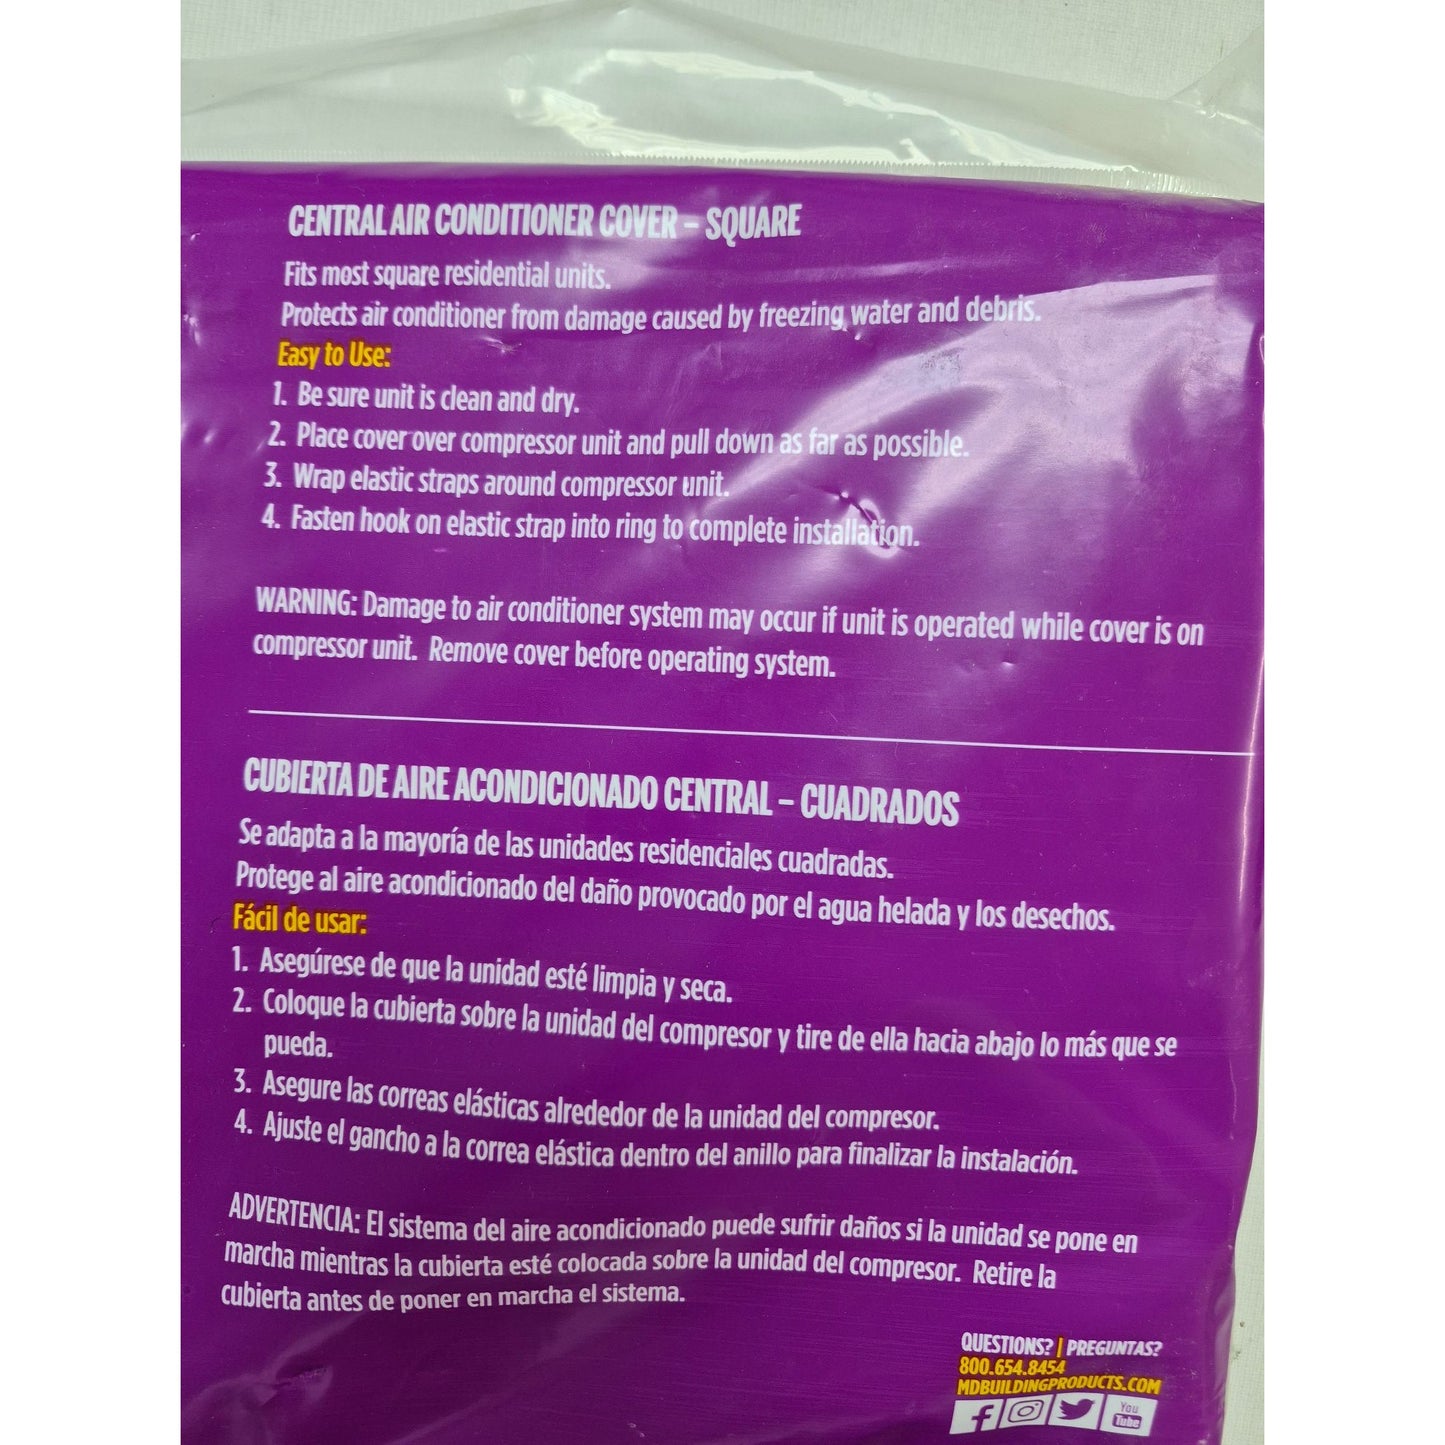 CENTRAL AIR CONDITIONER COVER – SQUARE
Fits most square residential units.
Protects air conditioner from damage caused by freezing water and debris.
Easy to Use:
1. Be sure unit is clean and dry.
2. Place cover over compressor unit and pull down as far as possible.
3. Wrap elastic straps around compressor unit.
4. Fasten hook on elastic strap into ring to complete installation.
WARNING: Damage to air conditioner system may occur if unit is operated while cover is on
compressor unit. Remove cover before operating system.
CUBIERTA DE AIRE ACONDICIONADO CENTRAL – CUADRADOS
Se adapta a la mayoría de las unidades residenciales cuadradas.
Protege al aire acondicionado del daño provocado por el agua helada y los desechos.
Fácil de usar:
1. Asegúrese de que la unidad esté limpia y seca.
2. Coloque la cubierta sobre la unidad del compresor y tire de ella hacia abajo lo más que se
pueda.
3. Asegure las correas elásticas alrededor de la unidad del compresor.
4. Ajuste el gancho a la correa elástica dentro del anillo para finalizar la instalación.
ADVERTENCIA: El sistema del aire acondicionado puede sufrir daños si la unidad se pone en
marcha mientras la cubierta esté colocada sobre la unidad del compresor. Retire la
cubierta antes de poner en marcha el sistema.
QUESTIONS? | PREGUNTAS?
800.654.8454
MDBUILDINGPRODUCTS.COM
You
Tube